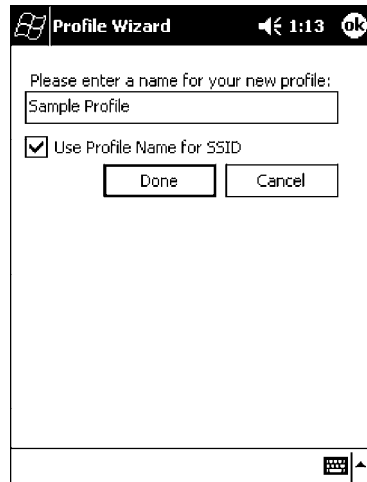 Profile Wizard 1:13 ok
Please enter a name for your new profile:
Sample Profile
Use Profile Name for SSID
Done Cancel